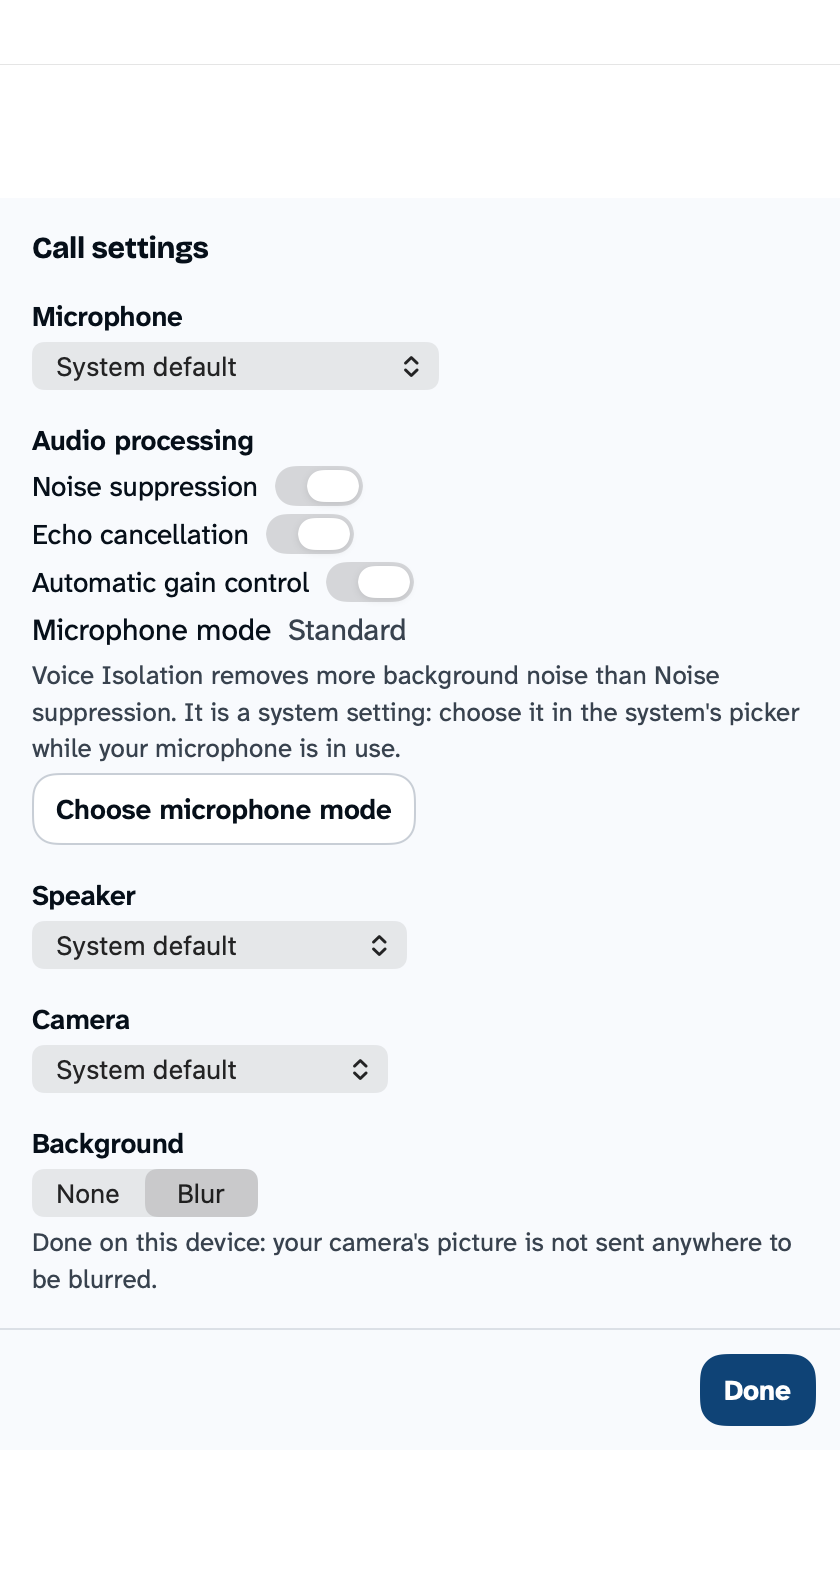 Call settings
Microphone
System default
Audio processing
Noise suppression
Echo cancellation
Automatic gain control
Microphone mode Standard
Voice Isolation removes more background noise than Noise
suppression. It is a system setting: choose it in the system's picker
while your microphone is in use.
Choose microphone mode
Speaker
System default
Camera
System default
Background
None Blur
Done on this device: your camera's picture is not sent anywhere to
be blurred.
Done